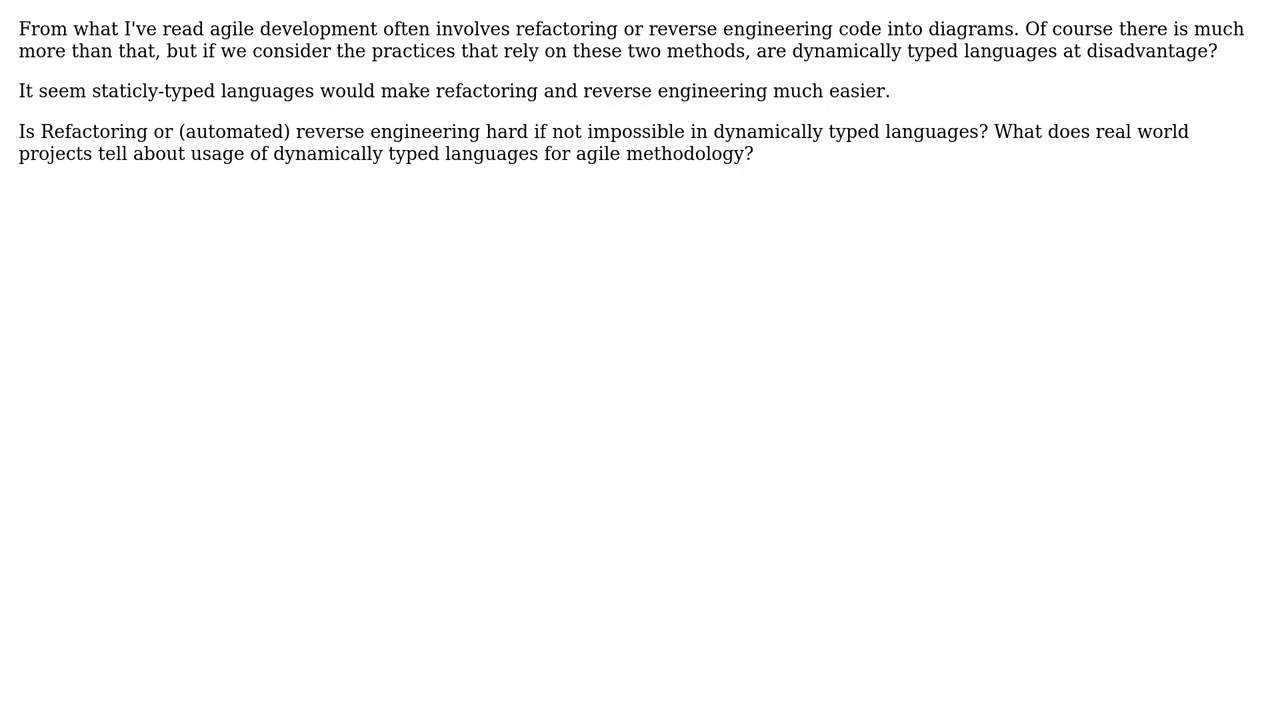 From what I've read agile development often involves refactoring or reverse engineering code into diagrams. Of course there is much
more than that, but if we consider the practices that rely on these two methods, are dynamically typed languages at disadvantage?
It seem staticly-typed languages would make refactoring and reverse engineering much easier.
Is Refactoring or (automated) reverse engineering hard if not impossible in dynamically typed languages? What does real world
projects tell about usage of dynamically typed languages for agile methodology?